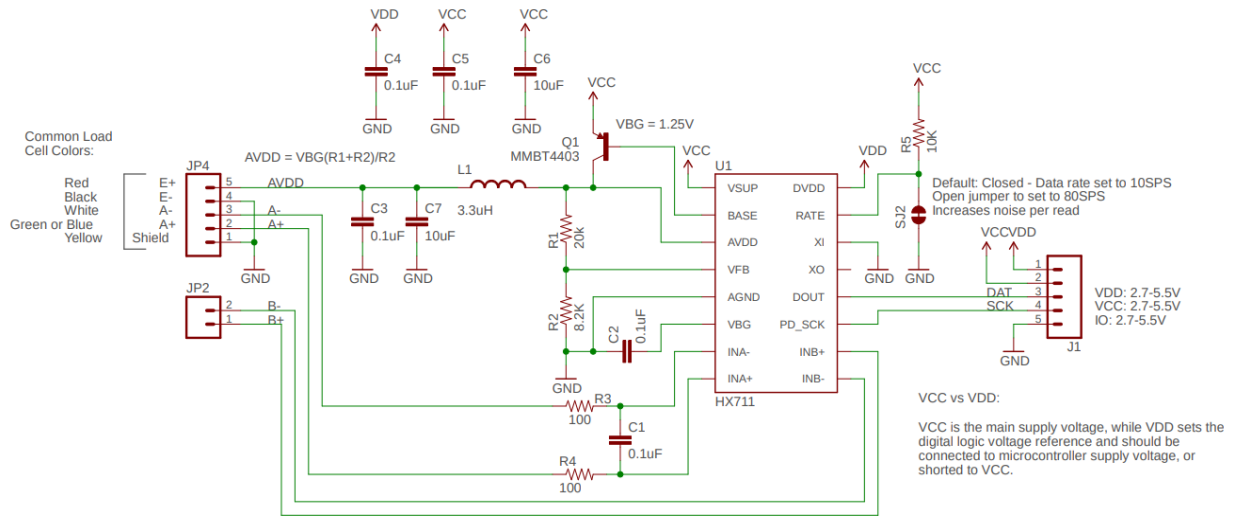 VDD
VCC
VCC
C4
0.1uF
C5
0.1uF
C6
10uF
GND
GND
GND
VCC
VBG = 1.25V
Q1
MMBT4403
VCC
R5
10K
Common Load
Cell Colors:
AVDD = VBG(R1+R2)/R2
VCC
U1
VDD
JP4
Red E+ 5 AVDD
Black E- 4
White A- 3 A-
Green or Blue A+ 2 A+
Yellow Shield 1
GND
L1
3.3uH
C3
0.1uF
C7
10uF
GND
GND
R1
20k
R2
8.2K
C2
0.1uF
GND
VSUP DVDD
BASE RATE
AVDD XI
VFB XO
AGND DOUT
VBG PD_SCK
INA- INB+
INA+ INB-
HX711
GND
SJ2
GND
Default: Closed - Data rate set to 10SPS
Open jumper to set to 80SPS
Increases noise per read
VCC VDD
1
2
DAT 3
SCK 4
5
GND
J1
VDD: 2.7-5.5V
VCC: 2.7-5.5V
IO: 2.7-5.5V
JP2
2 B-
1 B+
R3
100
C1
0.1uF
R4
100
VCC vs VDD:
VCC is the main supply voltage, while VDD sets the
digital logic voltage reference and should be
connected to microcontroller supply voltage, or
shorted to VCC.